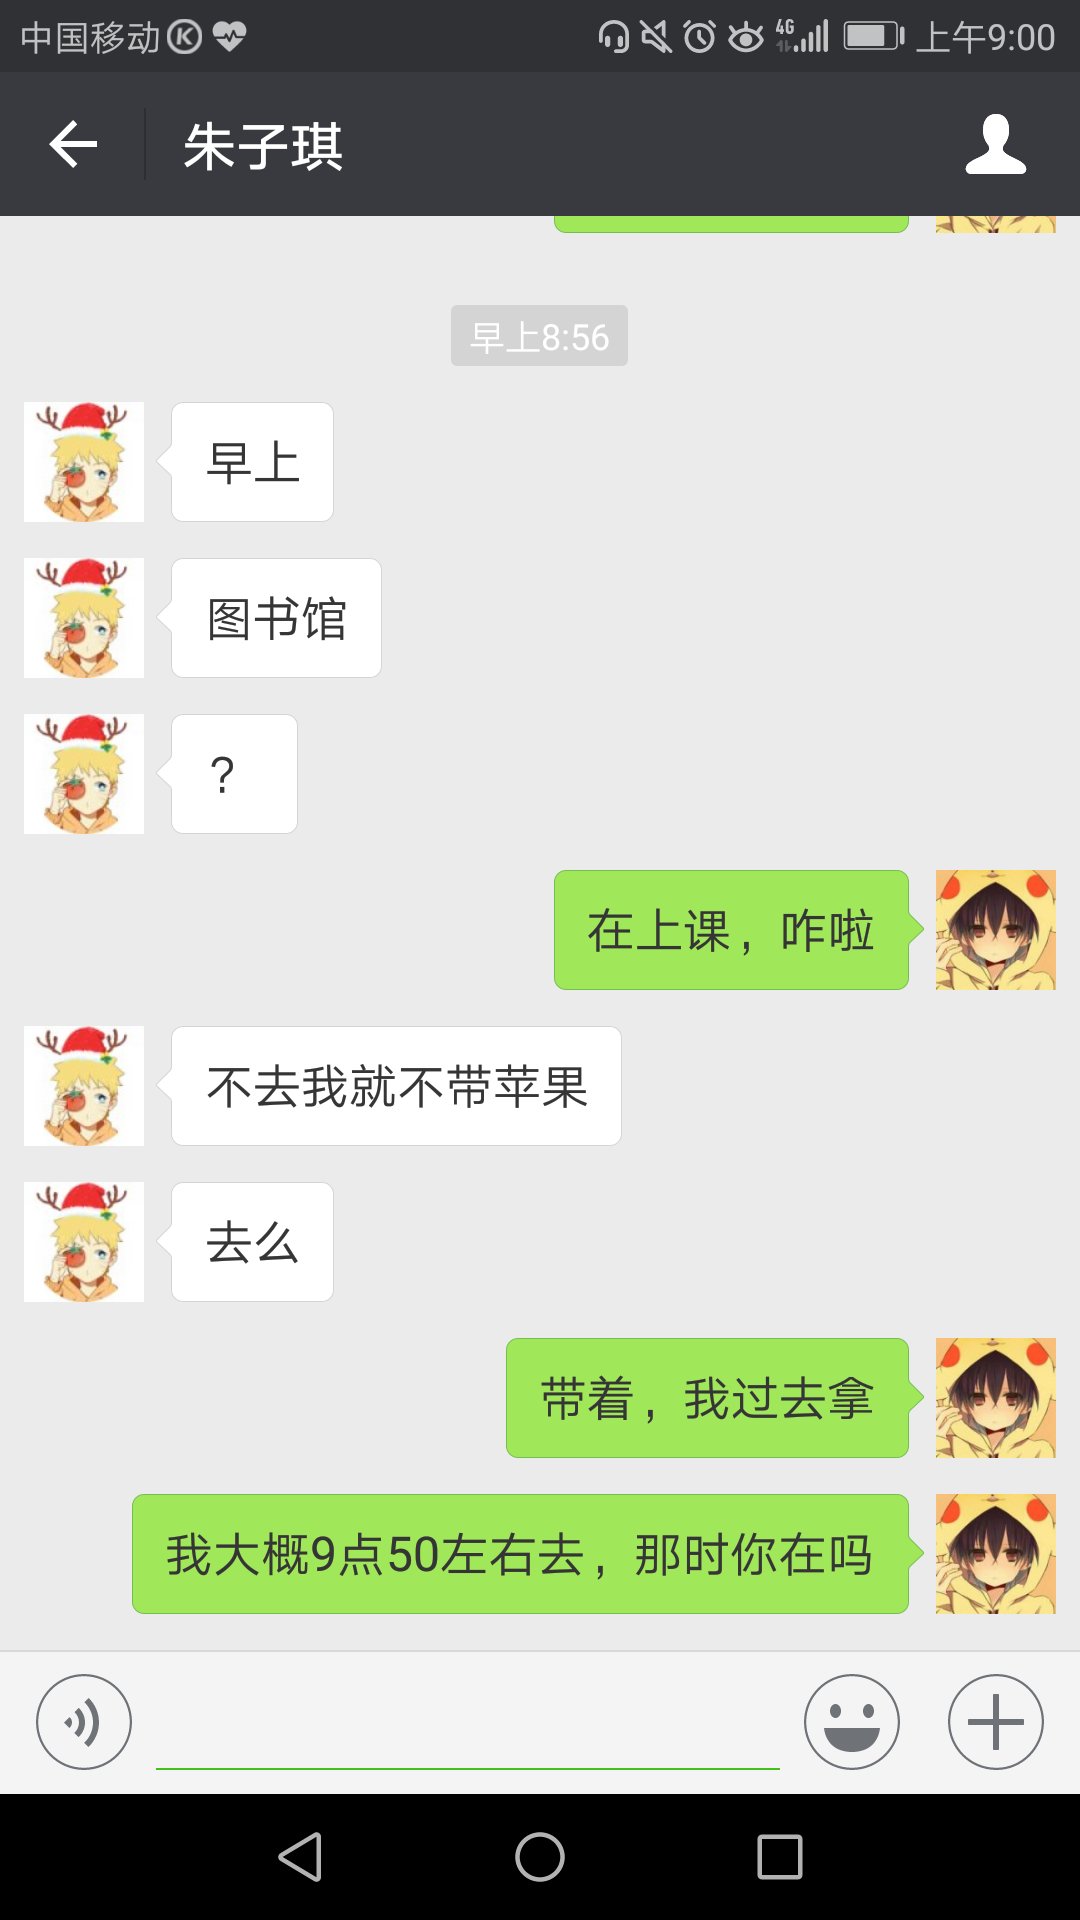 中国移动 K 4G 上午9:00
朱子琪
早上8:56
早上
图书馆
?
在上课，咋啦
不去我就不带苹果
去么
带着，我过去拿
我大概9点50左右去，那时你在吗